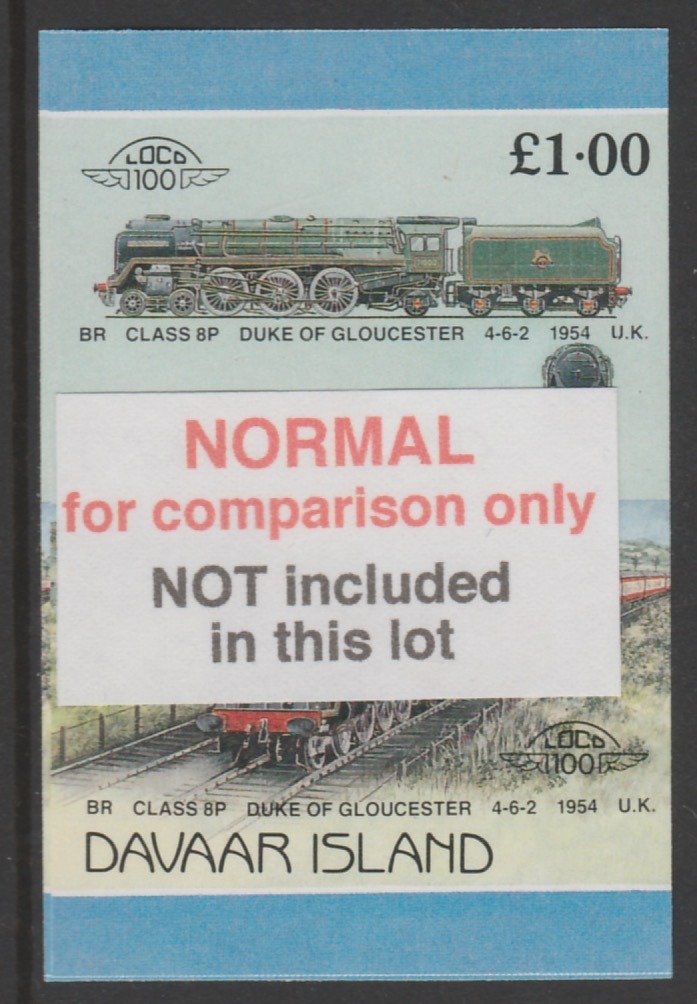 LOCO
100
£1·00
BR CLASS 8P DUKE OF GLOUCESTER 4-6-2 1954 U.K.
NORMAL
for comparison only
NOT included
in this lot
LOCO
100
BR CLASS 8P DUKE OF GLOUCESTER 4-6-2 1954 U.K.
DAVAAR ISLAND